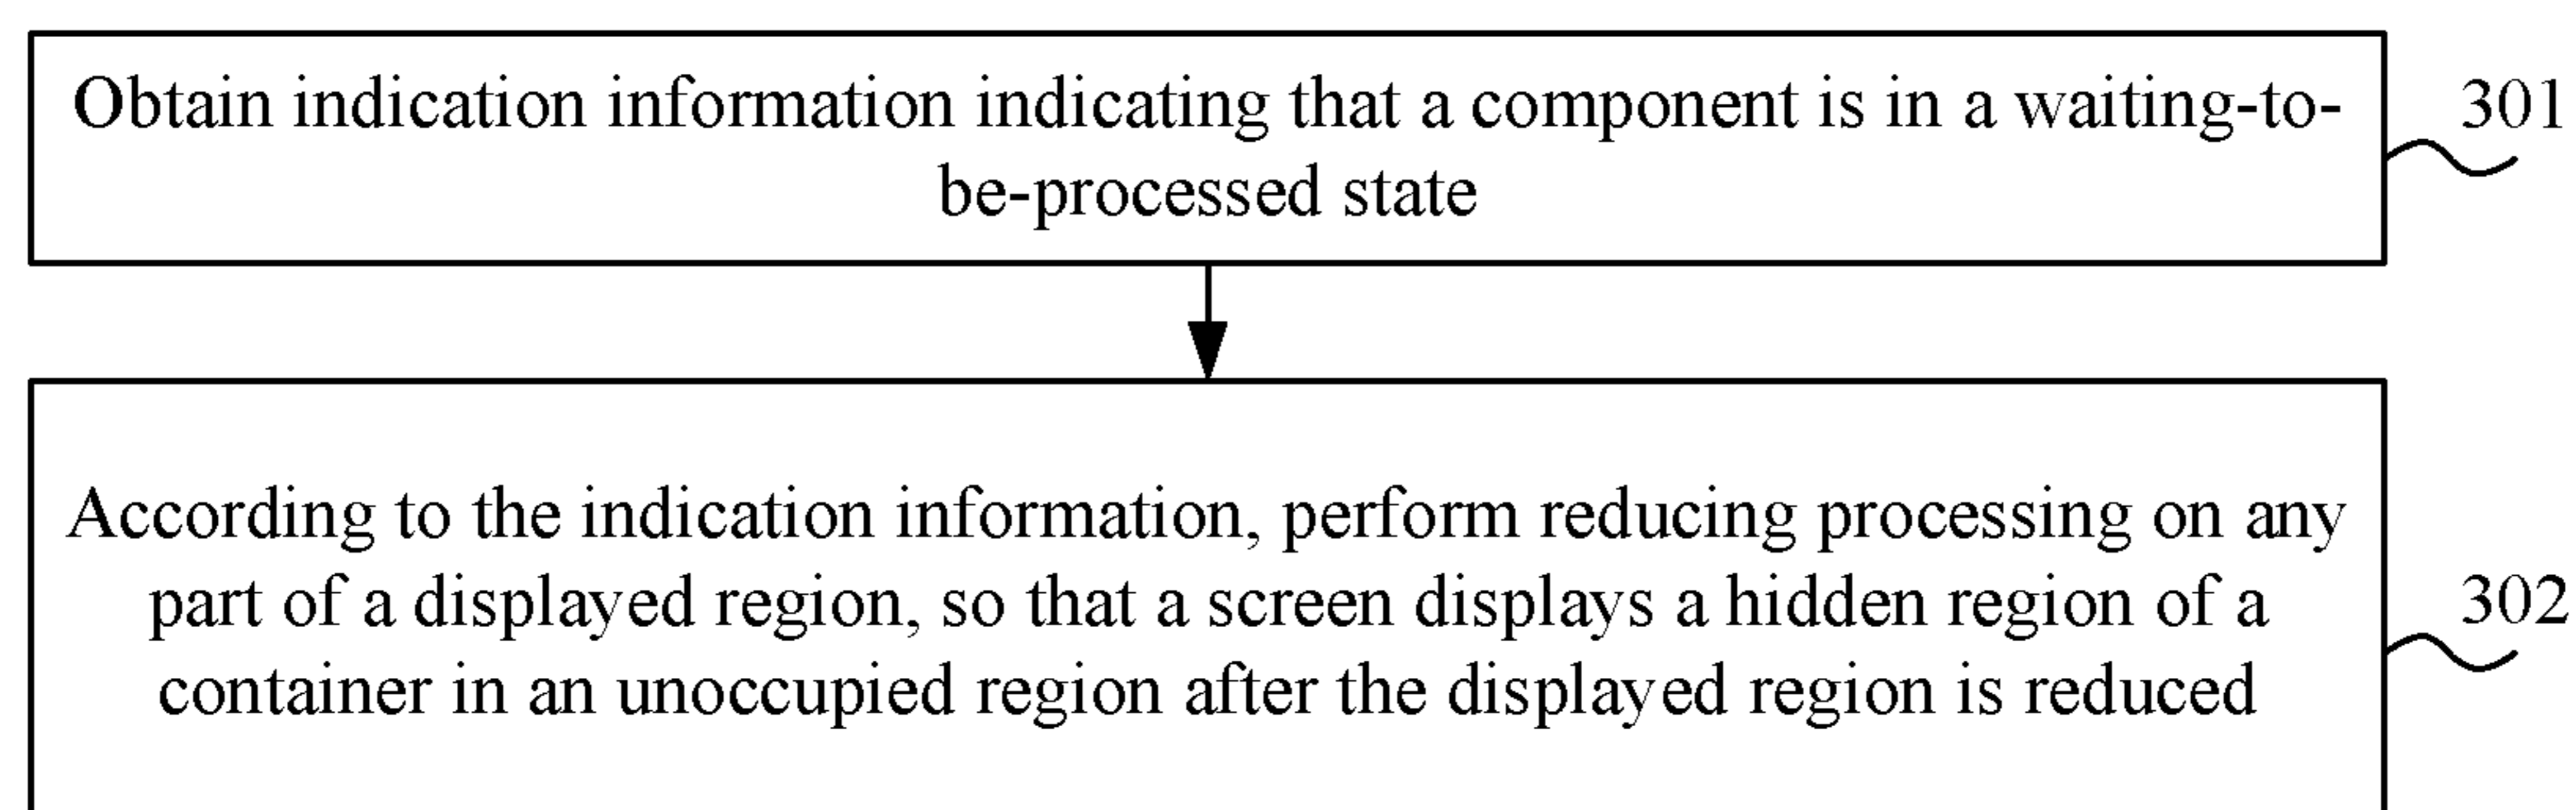 Obtain indication information indicating that a component is in a waiting-to-
be-processed state
301
According to the indication information, perform reducing processing on any
part of a displayed region, so that a screen displays a hidden region of a
container in an unoccupied region after the displayed region is reduced
302